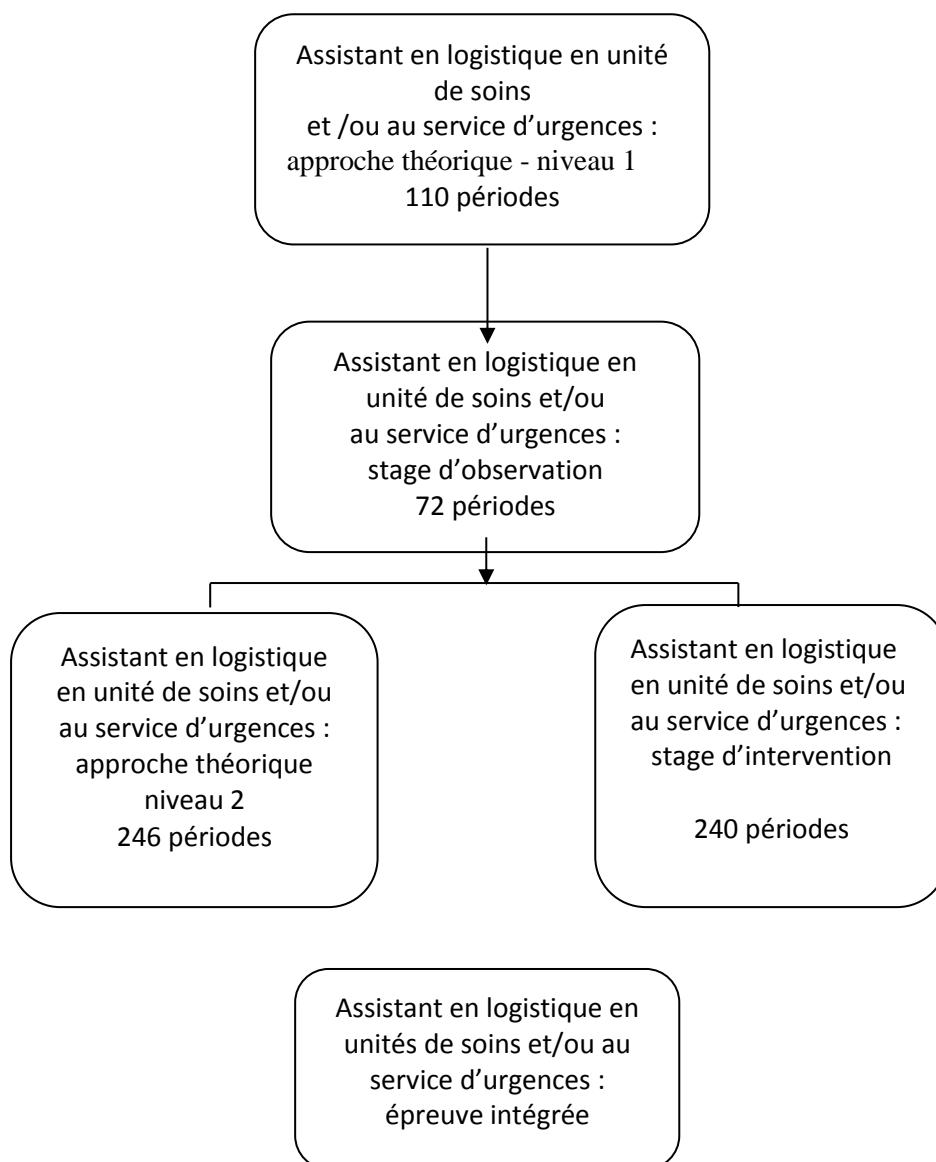 Assistant en logistique en unité
de soins
et /ou au service d’urgences :
approche théorique - niveau 1
110 périodes
Assistant en logistique en
unité de soins et/ou
au service d’urgences :
stage d’observation
72 périodes
Assistant en logistique
en unité de soins et/ou
au service d’urgences :
approche théorique
niveau 2
246 périodes
Assistant en logistique
en unité de soins et/ou
au service d’urgences :
stage d’intervention
240 périodes
Assistant en logistique en
unités de soins et/ou au
service d’urgences :
épreuve intégrée